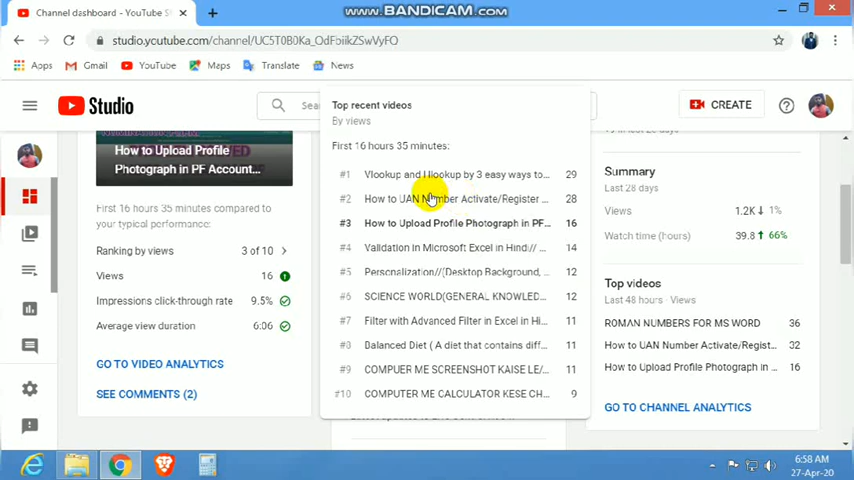 www.BANDICAM.com
Channel dashboard - YouTube S
studio.youtube.com/channel/UC5T0B0Ka_OdFbiikZSwVyFO
Apps
Gmail
YouTube
Maps
Translate
News
Studio
Sea
CREATE
How to Upload Profile
Photograph in PF Account...
First 16 hours 35 minutes compared to
your typical performance:
Ranking by views 3 of 10
Views 16
Impressions click-through rate 9.5%
Average view duration 6:06
GO TO VIDEO ANALYTICS
SEE COMMENTS (2)
Top recent videos
By views
First 16 hours 35 minutes:
#1 Vlookup and Hlookup by 3 easy ways to... 29
#2 How to UAN Number Activate/Register ... 28
#3 How to Upload Profile Photograph in PF... 16
#4 Validation in Microsoft Excel in Hindi// ... 14
#5 Personalization//(Desktop Background, ... 12
#6 SCIENCE WORLD(GENERAL KNOWLED... 12
#7 Filter with Advanced Filter in Excel in Hi... 11
#8 Balanced Diet ( A diet that contains diff... 11
#9 COMPUER ME SCREENSHOT KAISE LE/... 11
#10 COMPUTER ME CALCULATOR KESE CH... 9
Summary
Last 28 days
Views 1.2K 1%
Watch time (hours) 39.8 66%
Top videos
Last 48 hours · Views
ROMAN NUMBERS FOR MS WORD 36
How to UAN Number Activate/Regist... 32
How to Upload Profile Photograph in ... 16
GO TO CHANNEL ANALYTICS
6:58 AM
27-Apr-20